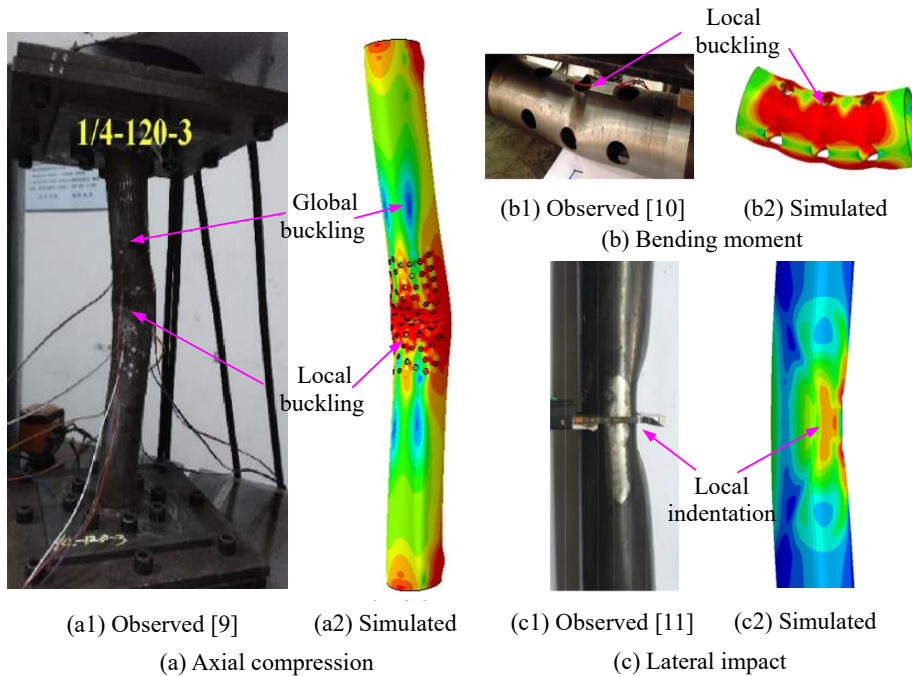 1/4-120-3
Global
buckling
Local
buckling
(a1) Observed [9]
(a2) Simulated
(a) Axial compression
Local
buckling
(b1) Observed [10]
(b2) Simulated
(b) Bending moment
Local
indentation
(c1) Observed [11]
(c2) Simulated
(c) Lateral impact